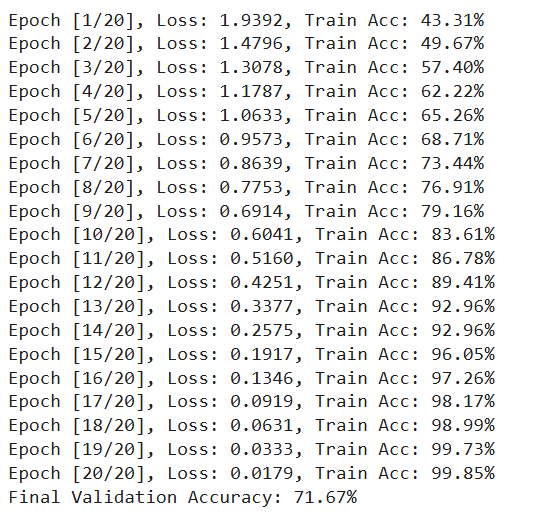 Epoch [1/20], Loss: 1.9392, Train Acc: 43.31%
Epoch [2/20], Loss: 1.4796, Train Acc: 49.67%
Epoch [3/20], Loss: 1.3078, Train Acc: 57.40%
Epoch [4/20], Loss: 1.1787, Train Acc: 62.22%
Epoch [5/20], Loss: 1.0633, Train Acc: 65.26%
Epoch [6/20], Loss: 0.9573, Train Acc: 68.71%
Epoch [7/20], Loss: 0.8639, Train Acc: 73.44%
Epoch [8/20], Loss: 0.7753, Train Acc: 76.91%
Epoch [9/20], Loss: 0.6914, Train Acc: 79.16%
Epoch [10/20], Loss: 0.6041, Train Acc: 83.61%
Epoch [11/20], Loss: 0.5160, Train Acc: 86.78%
Epoch [12/20], Loss: 0.4251, Train Acc: 89.41%
Epoch [13/20], Loss: 0.3377, Train Acc: 92.96%
Epoch [14/20], Loss: 0.2575, Train Acc: 92.96%
Epoch [15/20], Loss: 0.1917, Train Acc: 96.05%
Epoch [16/20], Loss: 0.1346, Train Acc: 97.26%
Epoch [17/20], Loss: 0.0919, Train Acc: 98.17%
Epoch [18/20], Loss: 0.0631, Train Acc: 98.99%
Epoch [19/20], Loss: 0.0333, Train Acc: 99.73%
Epoch [20/20], Loss: 0.0179, Train Acc: 99.85%
Final Validation Accuracy: 71.67%